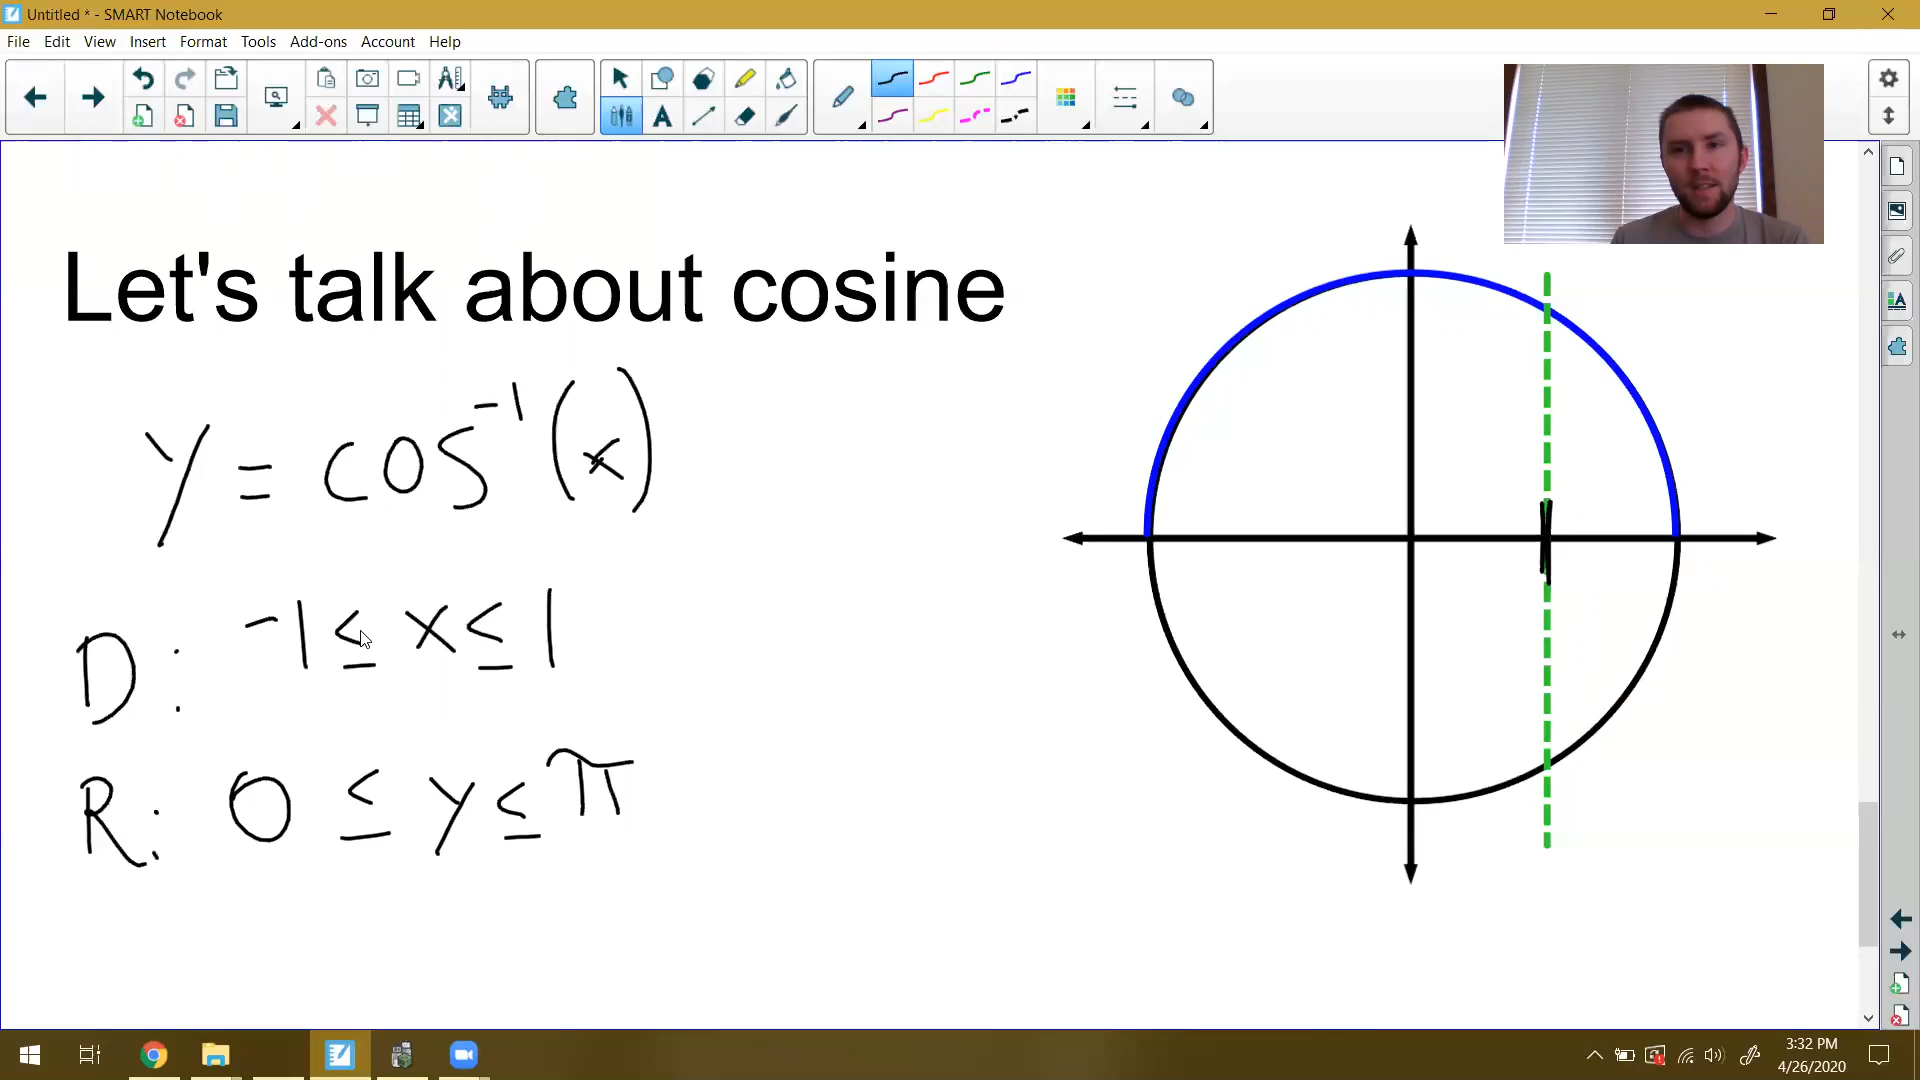 Untitled * - SMART Notebook
File Edit View Insert Format Tools Add-ons Account Help
Let's talk about cosine
y = cos⁻¹(x)
D: -1 ≤ x ≤ 1
R: 0 ≤ y ≤ π
3:32 PM
4/26/2020